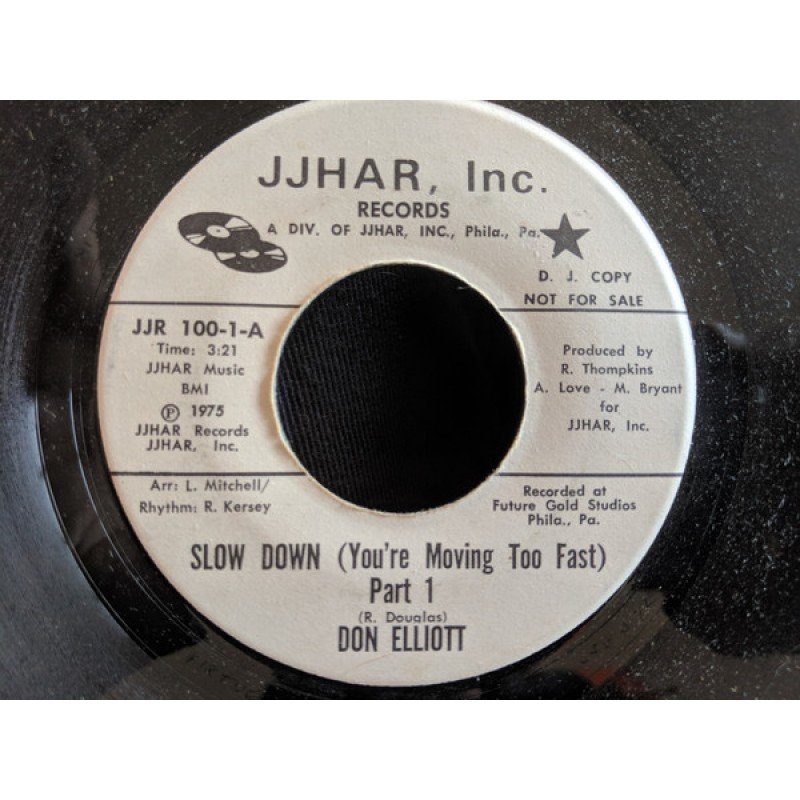 JJHAR, Inc.
RECORDS
A DIV. OF JJHAR, INC., Phila., Pa.
D. J. COPY
NOT FOR SALE
JJR 100-1-A
Time: 3:21
JJHAR Music
BMI
Ⓟ 1975
JJHAR Records
JJHAR, Inc.
Produced by
R. Thompkins
A. Love - M. Bryant
for
JJHAR, Inc.
Arr: L. Mitchell/
Rhythm: R. Kersey
Recorded at
Future Gold Studios
Phila., Pa.
SLOW DOWN (You're Moving Too Fast)
Part 1
(R. Douglas)
DON ELLIOTT